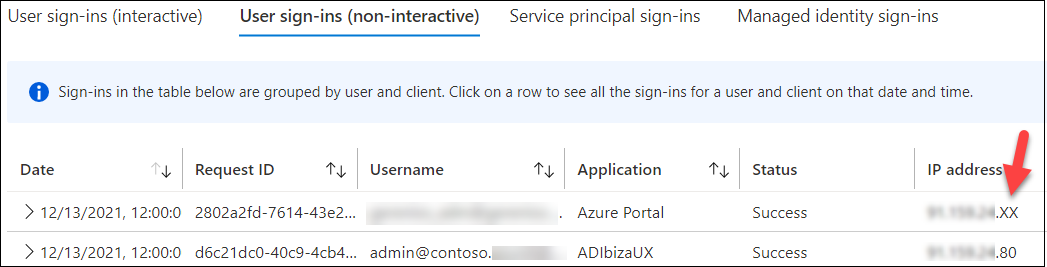 User sign-ins (interactive) User sign-ins (non-interactive) Service principal sign-ins Managed identity sign-ins
Sign-ins in the table below are grouped by user and client. Click on a row to see all the sign-ins for a user and client on that date and time.
Date Request ID Username Application Status IP address
12/13/2021, 12:00:0 2802a2fd-7614-43e2... . Azure Portal Success .XX
12/13/2021, 12:00:0 d6c21dc0-40c9-4cb4... admin@contoso. ADIbizaUX Success .80